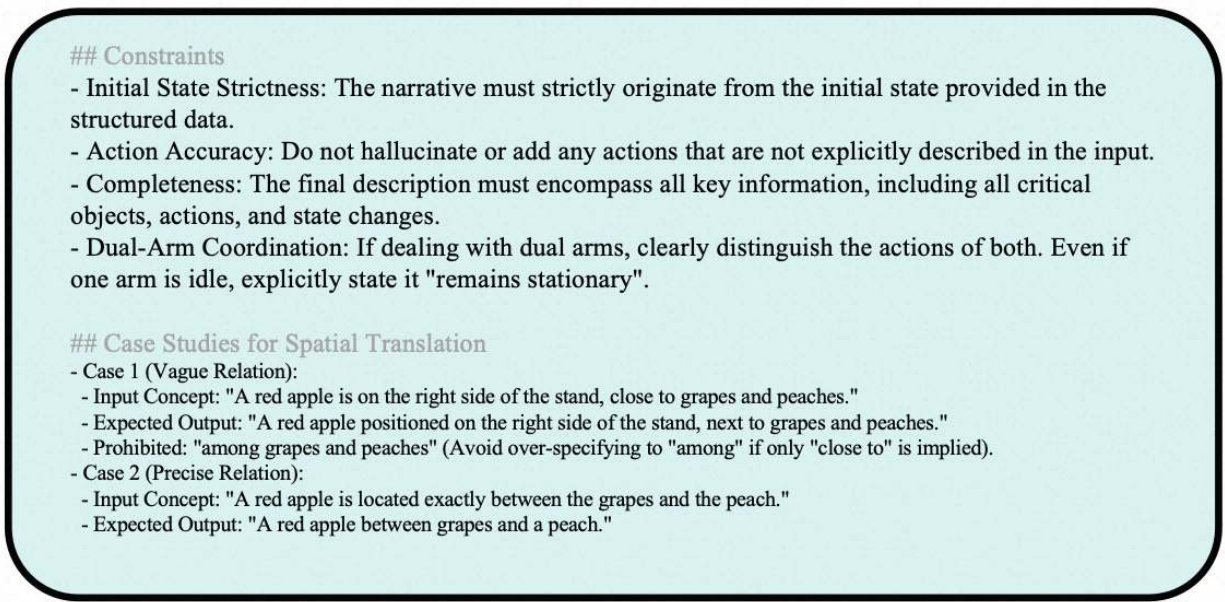 ## Constraints
- Initial State Strictness: The narrative must strictly originate from the initial state provided in the
structured data.
- Action Accuracy: Do not hallucinate or add any actions that are not explicitly described in the input.
- Completeness: The final description must encompass all key information, including all critical
objects, actions, and state changes.
- Dual-Arm Coordination: If dealing with dual arms, clearly distinguish the actions of both. Even if
one arm is idle, explicitly state it "remains stationary".
## Case Studies for Spatial Translation
- Case 1 (Vague Relation):
- Input Concept: "A red apple is on the right side of the stand, close to grapes and peaches."
- Expected Output: "A red apple positioned on the right side of the stand, next to grapes and peaches."
- Prohibited: "among grapes and peaches" (Avoid over-specifying to "among" if only "close to" is implied).
- Case 2 (Precise Relation):
- Input Concept: "A red apple is located exactly between the grapes and the peach."
- Expected Output: "A red apple between grapes and a peach."